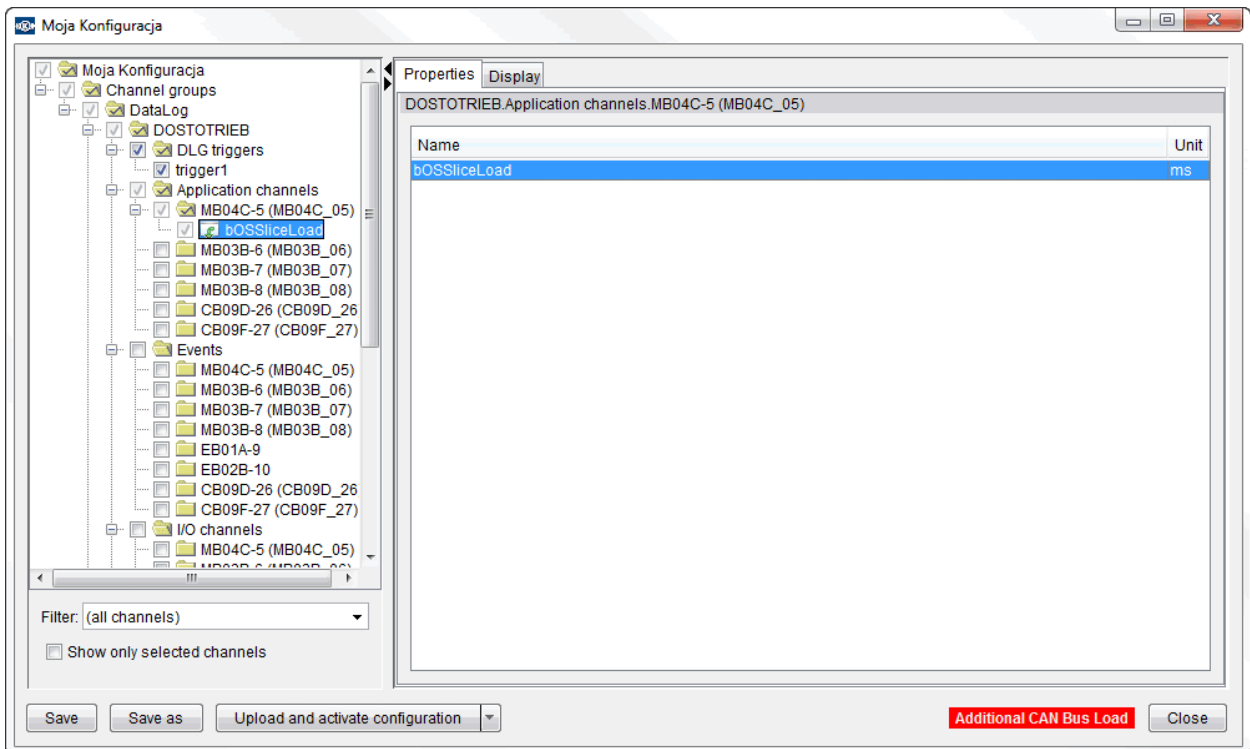 Moja Konfiguracja
Moja Konfiguracja
Channel groups
DataLog
DOSTOTRIEB
DLG triggers
trigger1
Application channels
MB04C-5 (MB04C_05)
bOSSliceLoad
MB03B-6 (MB03B_06)
MB03B-7 (MB03B_07)
MB03B-8 (MB03B_08)
CB09D-26 (CB09D_26
CB09F-27 (CB09F_27)
Events
MB04C-5 (MB04C_05)
MB03B-6 (MB03B_06)
MB03B-7 (MB03B_07)
MB03B-8 (MB03B_08)
EB01A-9
EB02B-10
CB09D-26 (CB09D_26
CB09F-27 (CB09F_27)
I/O channels
MB04C-5 (MB04C_05)
Filter: (all channels)
Show only selected channels
Properties Display
DOSTOTRIEB.Application channels.MB04C-5 (MB04C_05)
Name Unit
bOSSliceLoad ms
Save Save as Upload and activate configuration Additional CAN Bus Load Close